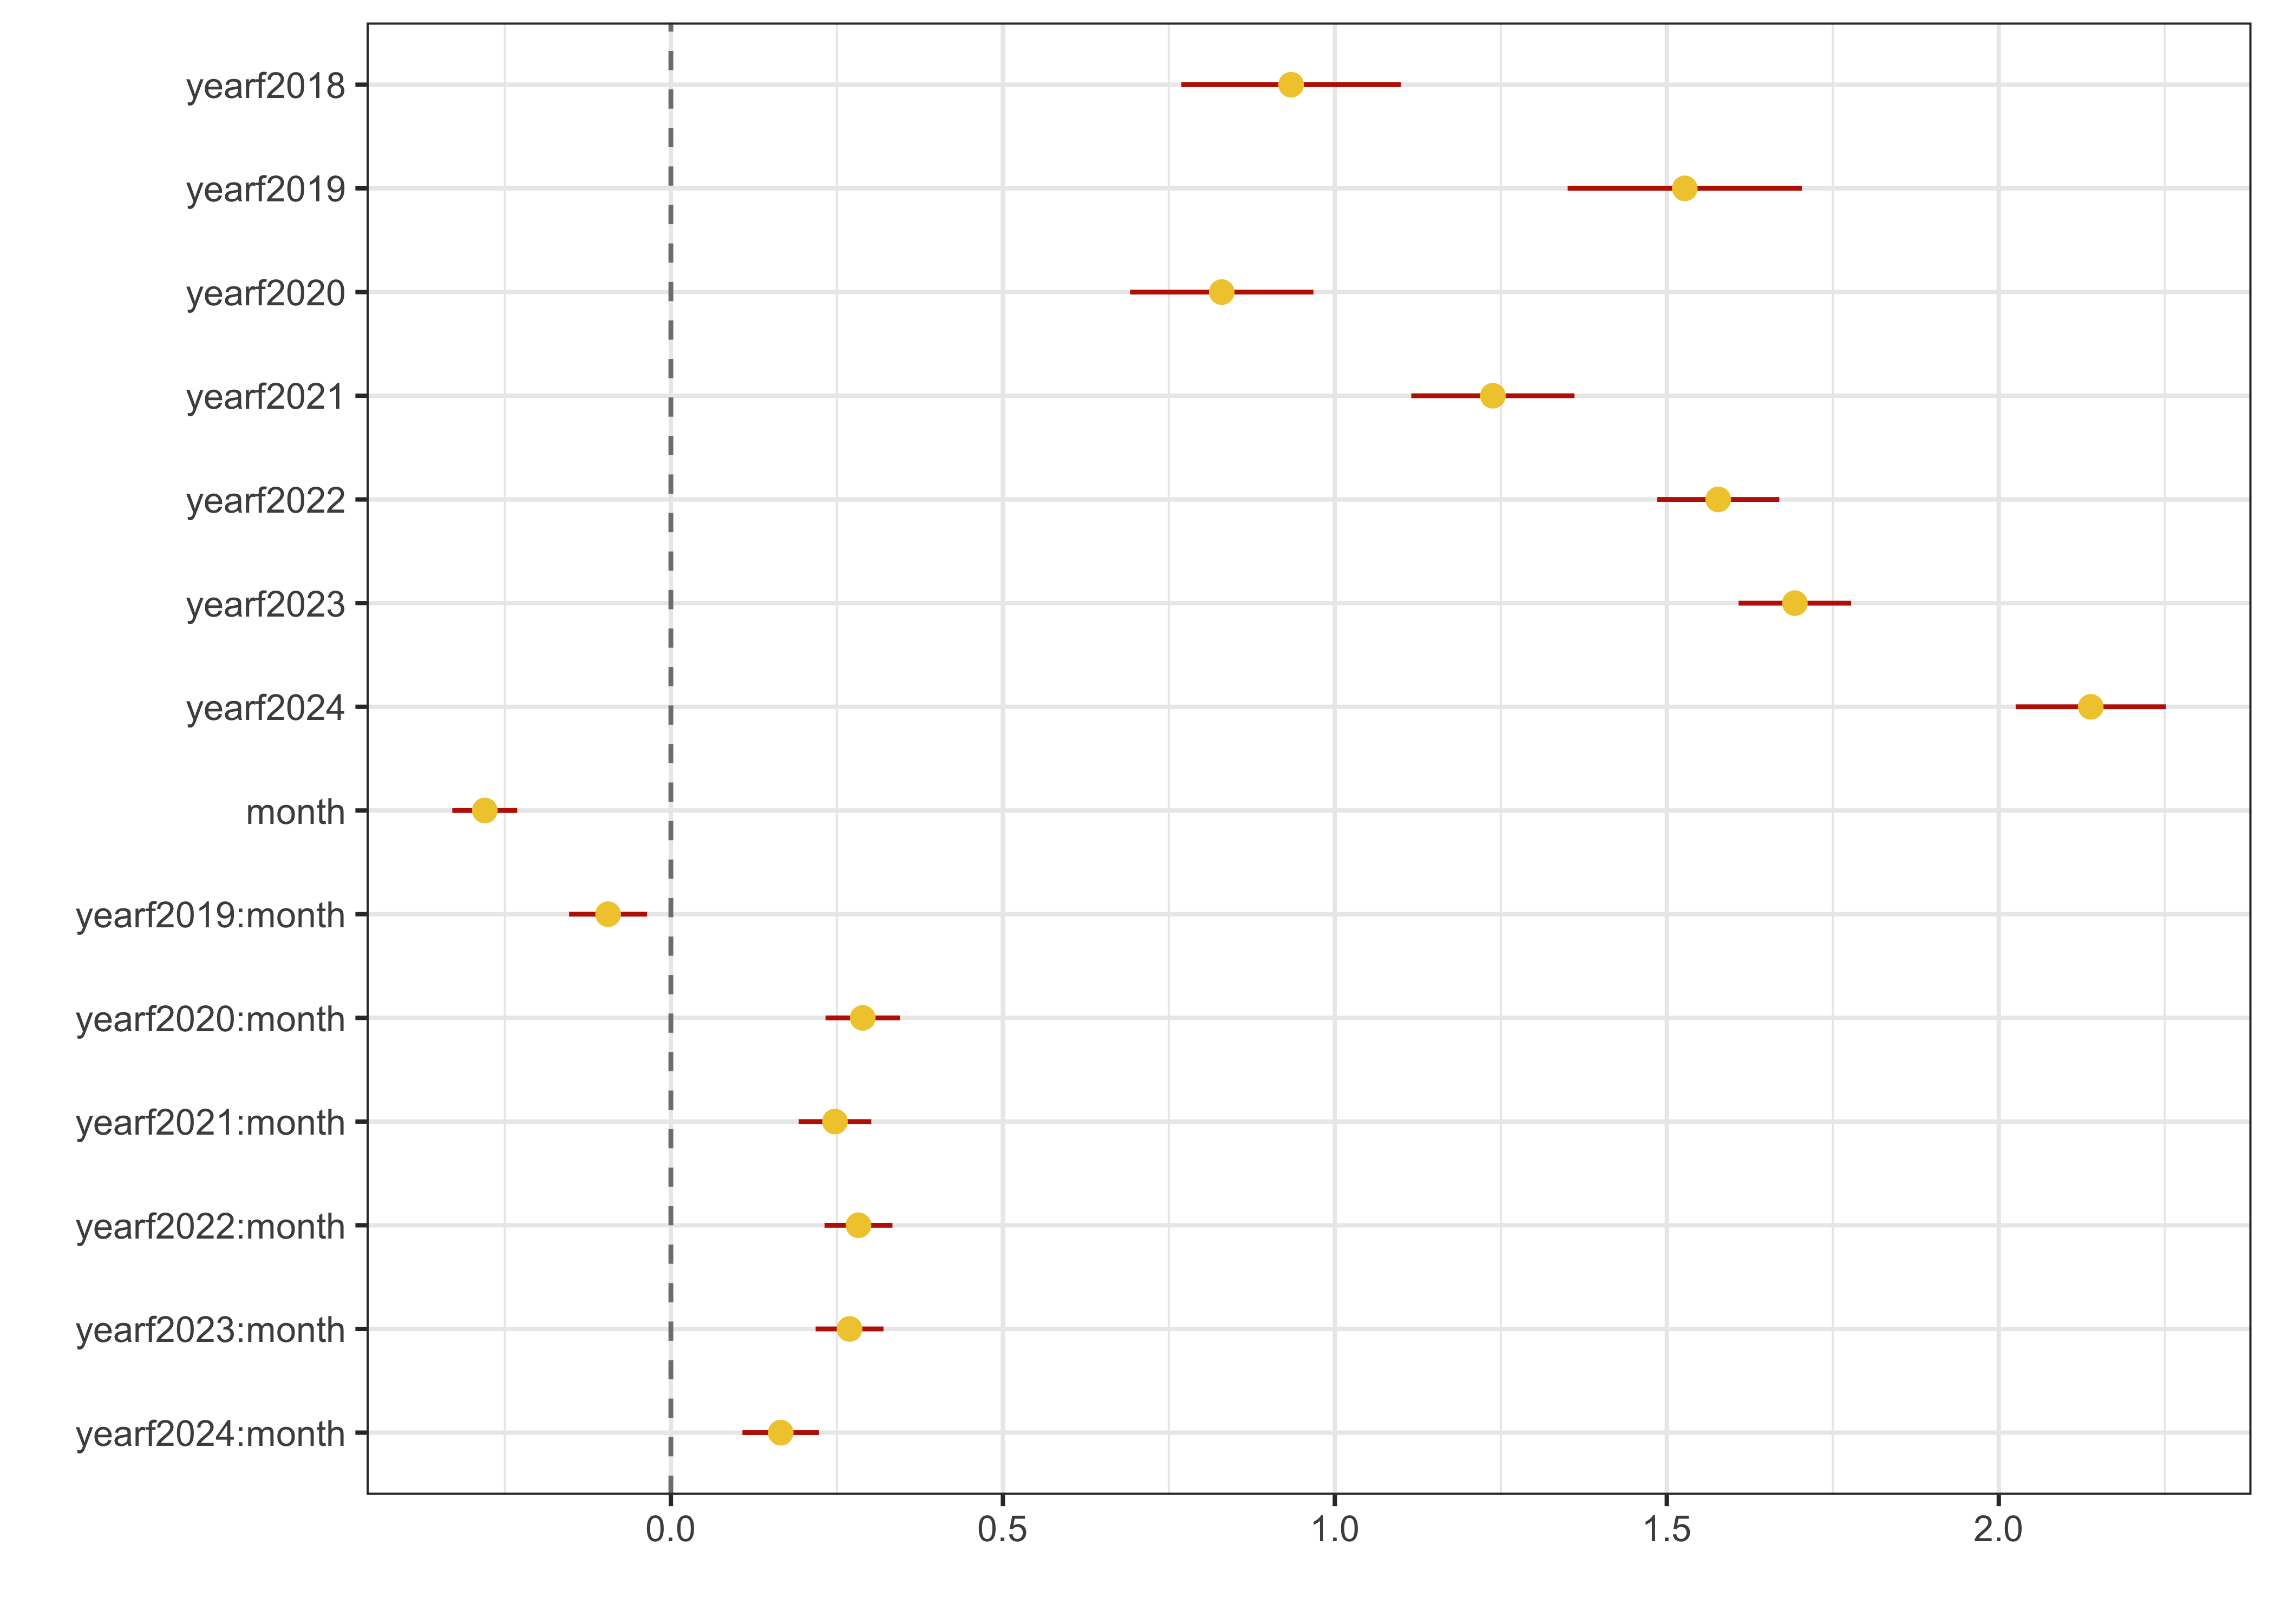 yearf2018
yearf2019
yearf2020
yearf2021
yearf2022
yearf2023
yearf2024
month
yearf2019:month
yearf2020:month
yearf2021:month
yearf2022:month
yearf2023:month
yearf2024:month
0.0 0.5 1.0 1.5 2.0